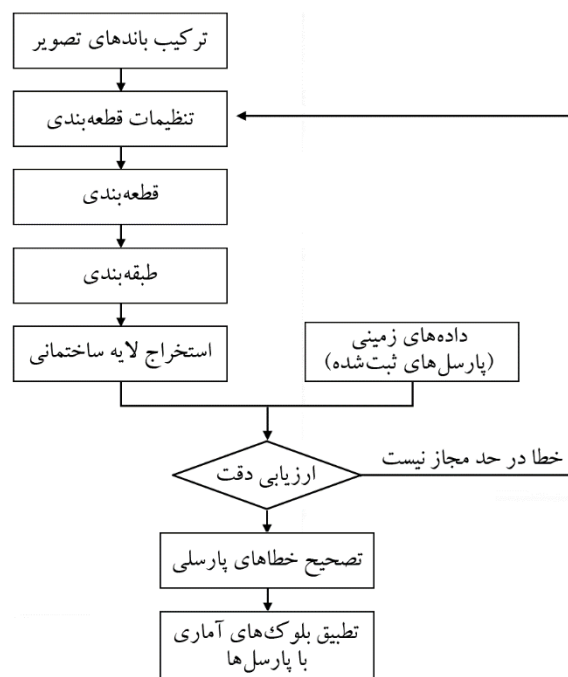 ترکیب باندهای تصویر
تنظیمات قطعه‌بندی
قطعه‌بندی
طبقه‌بندی
استخراج لایه ساختمانی
داده‌های زمینی
(پارسل‌های ثبت‌شده)
ارزیابی دقت
خطا در حد مجاز نیست
تصحیح خطاهای پارسلی
تطبیق بلوک‌های آماری
با پارسل‌ها